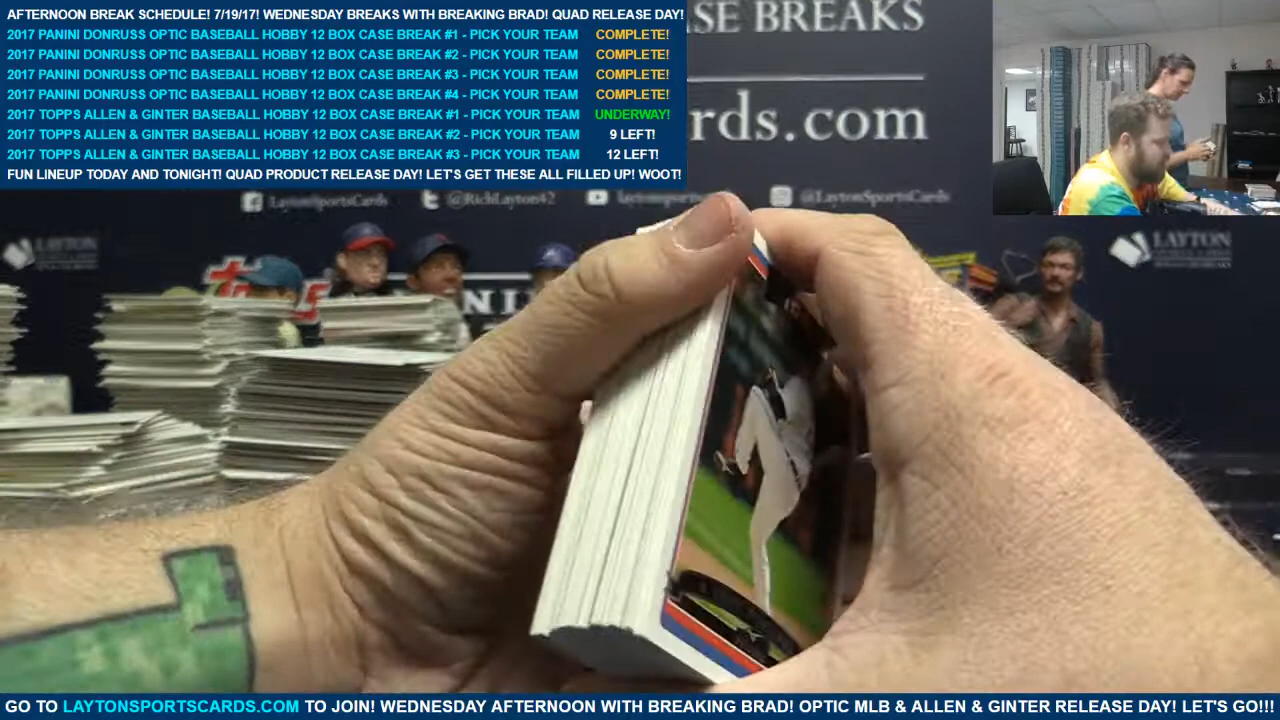 AFTERNOON BREAK SCHEDULE! 7/19/17! WEDNESDAY BREAKS WITH BREAKING BRAD! QUAD RELEASE DAY!
2017 PANINI DONRUSS OPTIC BASEBALL HOBBY 12 BOX CASE BREAK #1 - PICK YOUR TEAM COMPLETE!
2017 PANINI DONRUSS OPTIC BASEBALL HOBBY 12 BOX CASE BREAK #2 - PICK YOUR TEAM COMPLETE!
2017 PANINI DONRUSS OPTIC BASEBALL HOBBY 12 BOX CASE BREAK #3 - PICK YOUR TEAM COMPLETE!
2017 PANINI DONRUSS OPTIC BASEBALL HOBBY 12 BOX CASE BREAK #4 - PICK YOUR TEAM COMPLETE!
2017 TOPPS ALLEN & GINTER BASEBALL HOBBY 12 BOX CASE BREAK #1 - PICK YOUR TEAM UNDERWAY!
2017 TOPPS ALLEN & GINTER BASEBALL HOBBY 12 BOX CASE BREAK #2 - PICK YOUR TEAM 9 LEFT!
2017 TOPPS ALLEN & GINTER BASEBALL HOBBY 12 BOX CASE BREAK #3 - PICK YOUR TEAM 12 LEFT!
FUN LINEUP TODAY AND TONIGHT! QUAD PRODUCT RELEASE DAY! LET'S GET THESE ALL FILLED UP! WOOT!
SE BREAKS
rds.com
LaytonSportsCards @RichLayton42 laytonsportscards @LaytonSportsCards
LAYTON
LAYTON
GO TO LAYTONSPORTSCARDS.COM TO JOIN! WEDNESDAY AFTERNOON WITH BREAKING BRAD! OPTIC MLB & ALLEN & GINTER RELEASE DAY! LET'S GO!!!